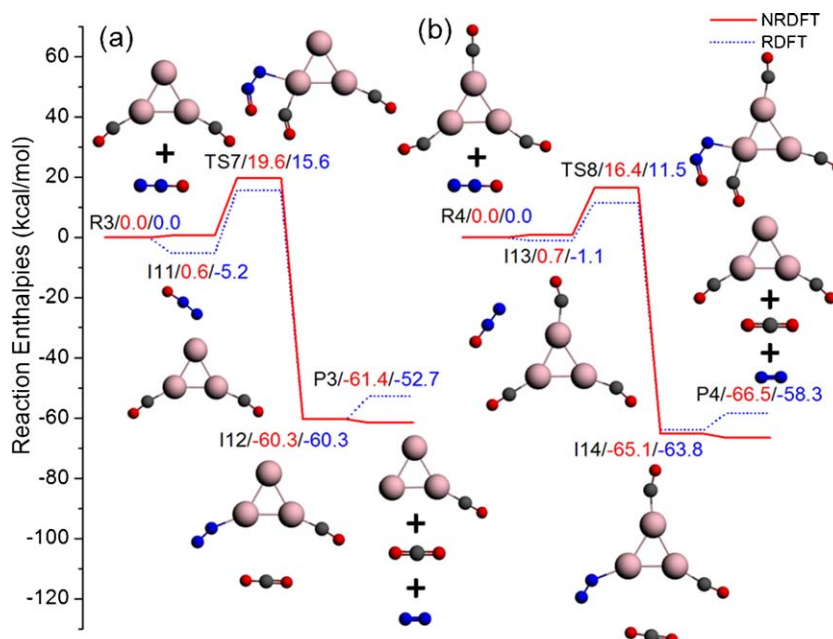 (a)
(b)
NRDFT
RDFT
60
40
20
0
-20
-40
-60
-80
-100
-120
Reaction Enthalpies (kcal/mol)
+
TS7/19.6/15.6
R3/0.0/0.0
I11/0.6/-5.2
P3/-61.4/-52.7
I12/-60.3/-60.3
+
+
+
TS8/16.4/11.5
R4/0.0/0.0
I13/0.7/-1.1
+
+
P4/-66.5/-58.3
I14/-65.1/-63.8